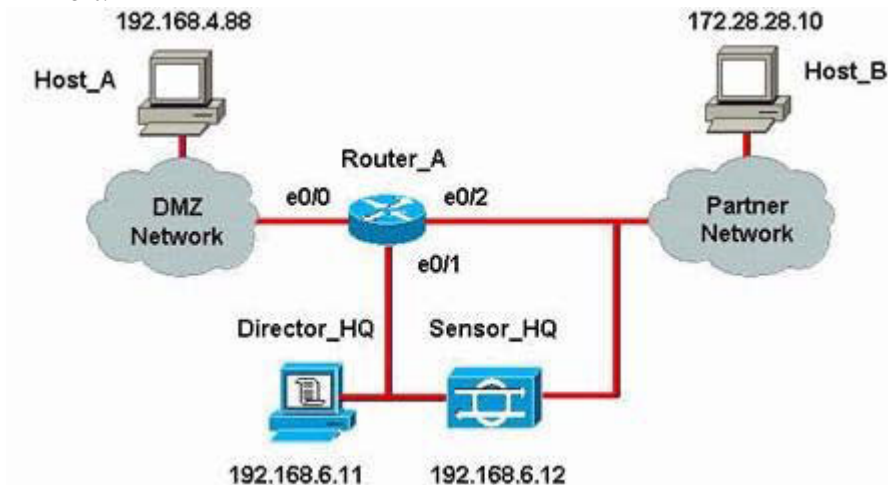 192.168.4.88
172.28.28.10
Host_A
Host_B
Router_A
e0/0
e0/2
DMZ
Network
Partner
Network
e0/1
Director_HQ
Sensor_HQ
192.168.6.11
192.168.6.12